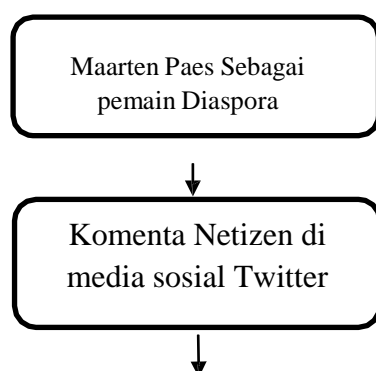 Maarten Paes Sebagai
pemain Diaspora
Komenta Netizen di
media sosial Twitter